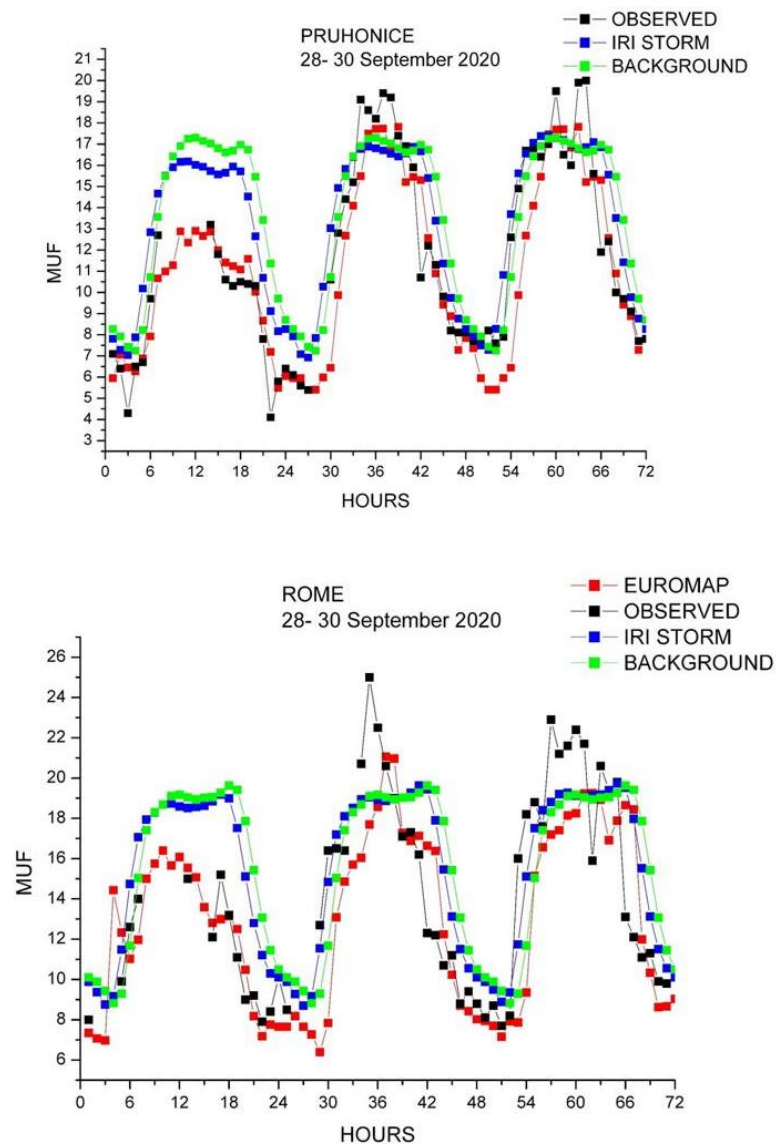 PRUHONICE
28- 30 September 2020
OBSERVED
IRI STORM
BACKGROUND
MUF
21
20
19
18
17
16
15
14
13
12
11
10
9
8
7
6
5
4
3
0 6 12 18 24 30 36 42 48 54 60 66 72
HOURS
ROME
28- 30 September 2020
EUROMAP
OBSERVED
IRI STORM
BACKGROUND
MUF
26
24
22
20
18
16
14
12
10
8
6
0 6 12 18 24 30 36 42 48 54 60 66 72
HOURS